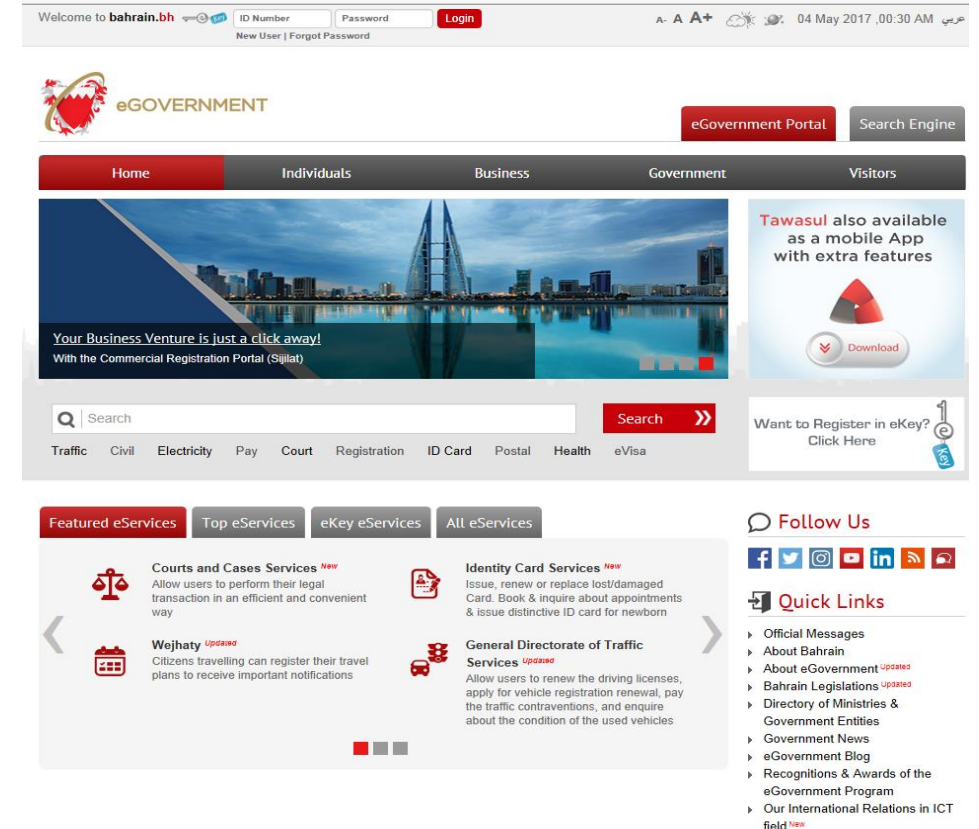 Welcome to bahrain.bh Key ID Number Password Login A- A A+ 04 May 2017 ,00:30 AM عربي
New User | Forgot Password
eGOVERNMENT
eGovernment Portal Search Engine
Home Individuals Business Government Visitors
Your Business Venture is just a click away!
With the Commercial Registration Portal (Sijilat)
Tawasul also available
as a mobile App
with extra features
Download
Search Search
Traffic Civil Electricity Pay Court Registration ID Card Postal Health eVisa
Want to Register in eKey?
Click Here
1 e Key
Featured eServices Top eServices eKey eServices All eServices
Courts and Cases Services New
Allow users to perform their legal
transaction in an efficient and convenient
way
Identity Card Services New
Issue, renew or replace lost/damaged
Card. Book & inquire about appointments
& issue distinctive ID card for newborn
Wejhaty Updated
Citizens travelling can register their travel
plans to receive important notifications
General Directorate of Traffic
Services Updated
Allow users to renew the driving licenses,
apply for vehicle registration renewal, pay
the traffic contraventions, and enquire
about the condition of the used vehicles
Follow Us
Quick Links
Official Messages
About Bahrain
About eGovernment Updated
Bahrain Legislations Updated
Directory of Ministries &
Government Entities
Government News
eGovernment Blog
Recognitions & Awards of the
eGovernment Program
Our International Relations in ICT
field New